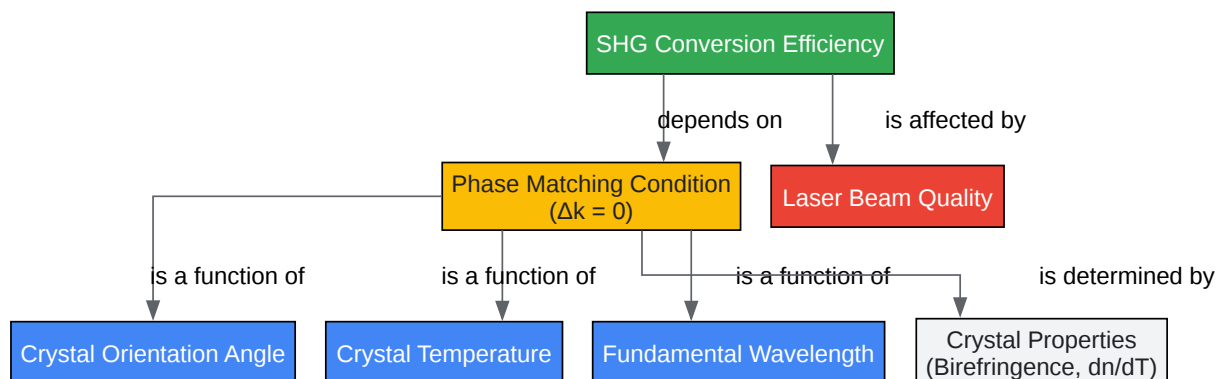 SHG Conversion Efficiency
depends on
is affected by
Phase Matching Condition
(Δk = 0)
Laser Beam Quality
is a function of
is a function of
is a function of
is determined by
Crystal Orientation Angle
Crystal Temperature
Fundamental Wavelength
Crystal Properties
(Birefringence, dn/dT)